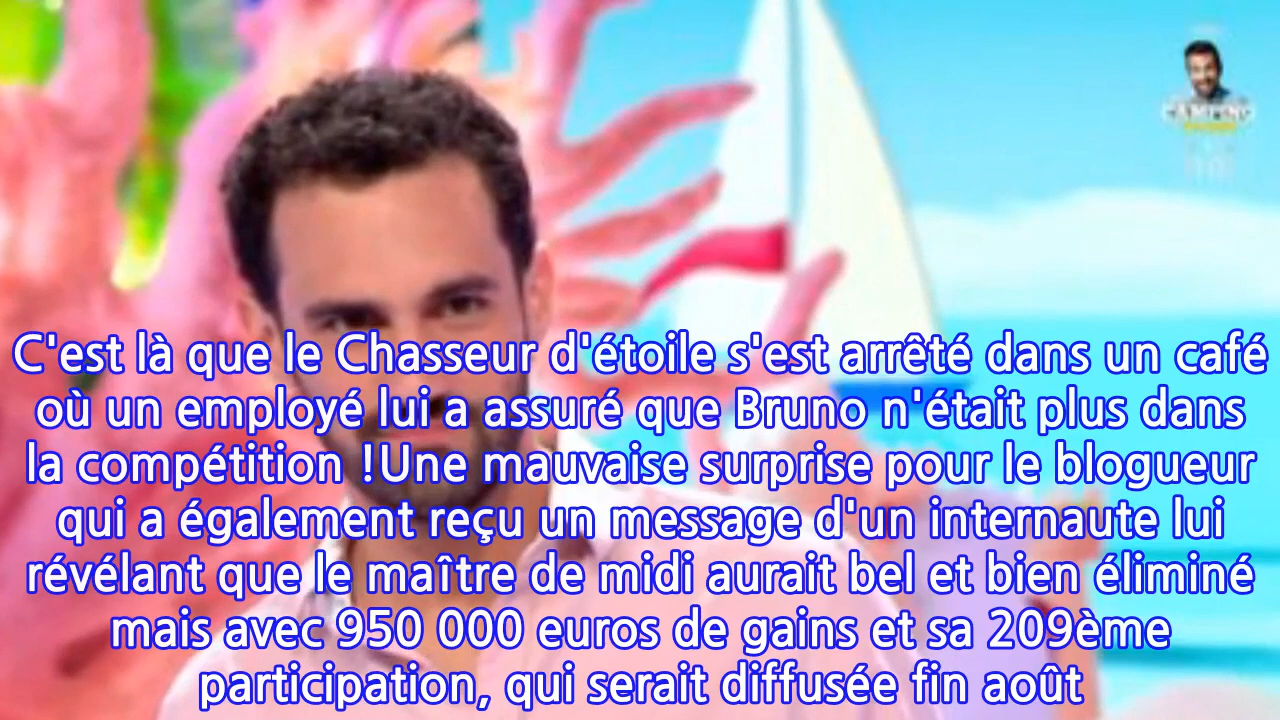 CAMPING
C'est là que le Chasseur d'étoile s'est arrêté dans un café
où un employé lui a assuré que Bruno n'était plus dans
la compétition !Une mauvaise surprise pour le blogueur
qui a également reçu un message d'un internaute lui
révélant que le maître de midi aurait bel et bien éliminé
mais avec 950 000 euros de gains et sa 209ème
participation, qui serait diffusée fin août